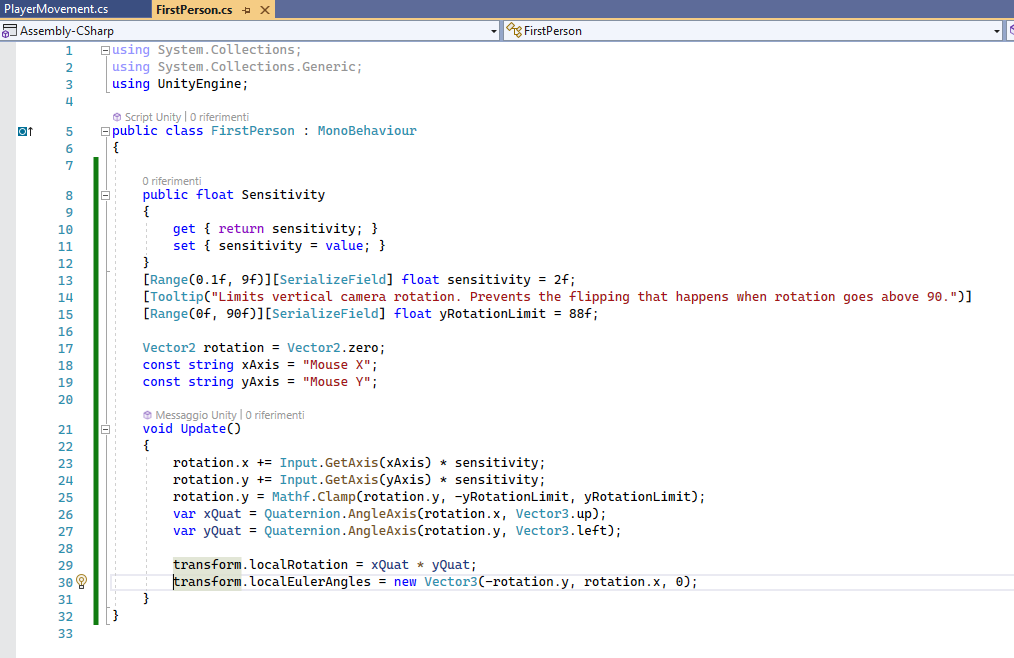 PlayerMovement.cs FirstPerson.cs
Assembly-CSharp FirstPerson
1 using System.Collections;
2 using System.Collections.Generic;
3 using UnityEngine;
4
Script Unity | 0 riferimenti
5 public class FirstPerson : MonoBehaviour
6 {
7
0 riferimenti
8 public float Sensitivity
9 {
10 get { return sensitivity; }
11 set { sensitivity = value; }
12 }
13 [Range(0.1f, 9f)][SerializeField] float sensitivity = 2f;
14 [Tooltip("Limits vertical camera rotation. Prevents the flipping that happens when rotation goes above 90.")]
15 [Range(0f, 90f)][SerializeField] float yRotationLimit = 88f;
16
17 Vector2 rotation = Vector2.zero;
18 const string xAxis = "Mouse X";
19 const string yAxis = "Mouse Y";
20
Messaggio Unity | 0 riferimenti
21 void Update()
22 {
23 rotation.x += Input.GetAxis(xAxis) * sensitivity;
24 rotation.y += Input.GetAxis(yAxis) * sensitivity;
25 rotation.y = Mathf.Clamp(rotation.y, -yRotationLimit, yRotationLimit);
26 var xQuat = Quaternion.AngleAxis(rotation.x, Vector3.up);
27 var yQuat = Quaternion.AngleAxis(rotation.y, Vector3.left);
28
29 transform.localRotation = xQuat * yQuat;
30 transform.localEulerAngles = new Vector3(-rotation.y, rotation.x, 0);
31 }
32 }
33